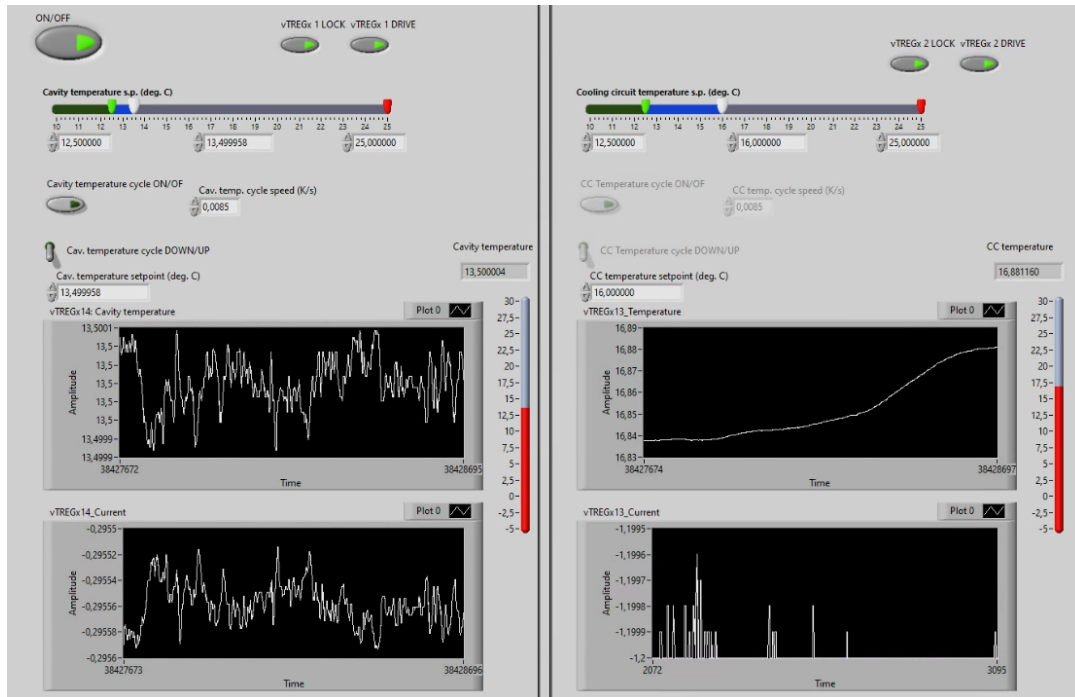 ON/OFF
vTREGx 1 LOCK vTREGx 1 DRIVE
Cavity temperature s.p. (deg. C)
10 11 12 13 14 15 16 17 18 19 20 21 22 23 24 25
12,500000 13,499958 25,000000
Cavity temperature cycle ON/OF
Cav. temp. cycle speed (K/s)
0,0085
Cav. temperature cycle DOWN/UP
Cavity temperature
13,500004
Cav. temperature setpoint (deg. C)
13,499958
vTREGx14: Cavity temperature
Plot 0
13,5001
13,5
13,5
13,5
13,5
13,4999
13,4999
Amplitude
38427672 38428695
Time
30
27,5
25
22,5
20
17,5
15
12,5
10
7,5
5
2,5
0
-2,5
-5
vTREGx14_Current
Plot 0
-0,2955
-0,29552
-0,29554
-0,29556
-0,29558
-0,2956
Amplitude
38427673 38428696
Time
vTREGx 2 LOCK vTREGx 2 DRIVE
Cooling circuit temperature s.p. (deg. C)
10 11 12 13 14 15 16 17 18 19 20 21 22 23 24 25
12,500000 16,000000 25,000000
CC Temperature cycle ON/OF
CC temp. cycle speed (K/s)
0,0085
CC Temperature cycle DOWN/UP
CC temperature
16,881160
CC temperature setpoint (deg. C)
16,000000
vTREGx13_Temperature
Plot 0
16,89
16,88
16,87
16,86
16,85
16,84
16,83
Amplitude
38427674 38428697
Time
30
27,5
25
22,5
20
17,5
15
12,5
10
7,5
5
2,5
0
-2,5
-5
vTREGx13_Current
Plot 0
-1,1995
-1,1996
-1,1997
-1,1998
-1,1999
-1,2
Amplitude
2072 3095
Time